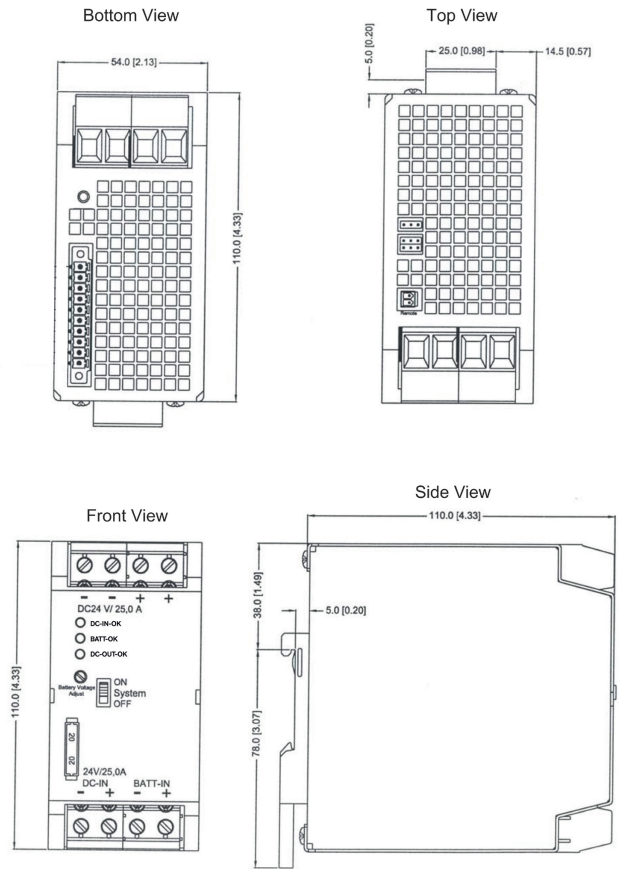 Bottom View
54.0 [2.13]
110.0 [4.33]
Top View
5.0 [0.20]
25.0 [0.98]
14.5 [0.57]
Remote
Front View
110.0 [4.33]
- - + +
DC24 V/ 25,0 A
DC-IN-OK
BATT-OK
DC-OUT-OK
Battery Voltage
Adjust
ON
System
OFF
20
20
24V/25,0A
DC-IN BATT-IN
- + - +
Side View
110.0 [4.33]
38.0 [1.49]
5.0 [0.20]
78.0 [3.07]